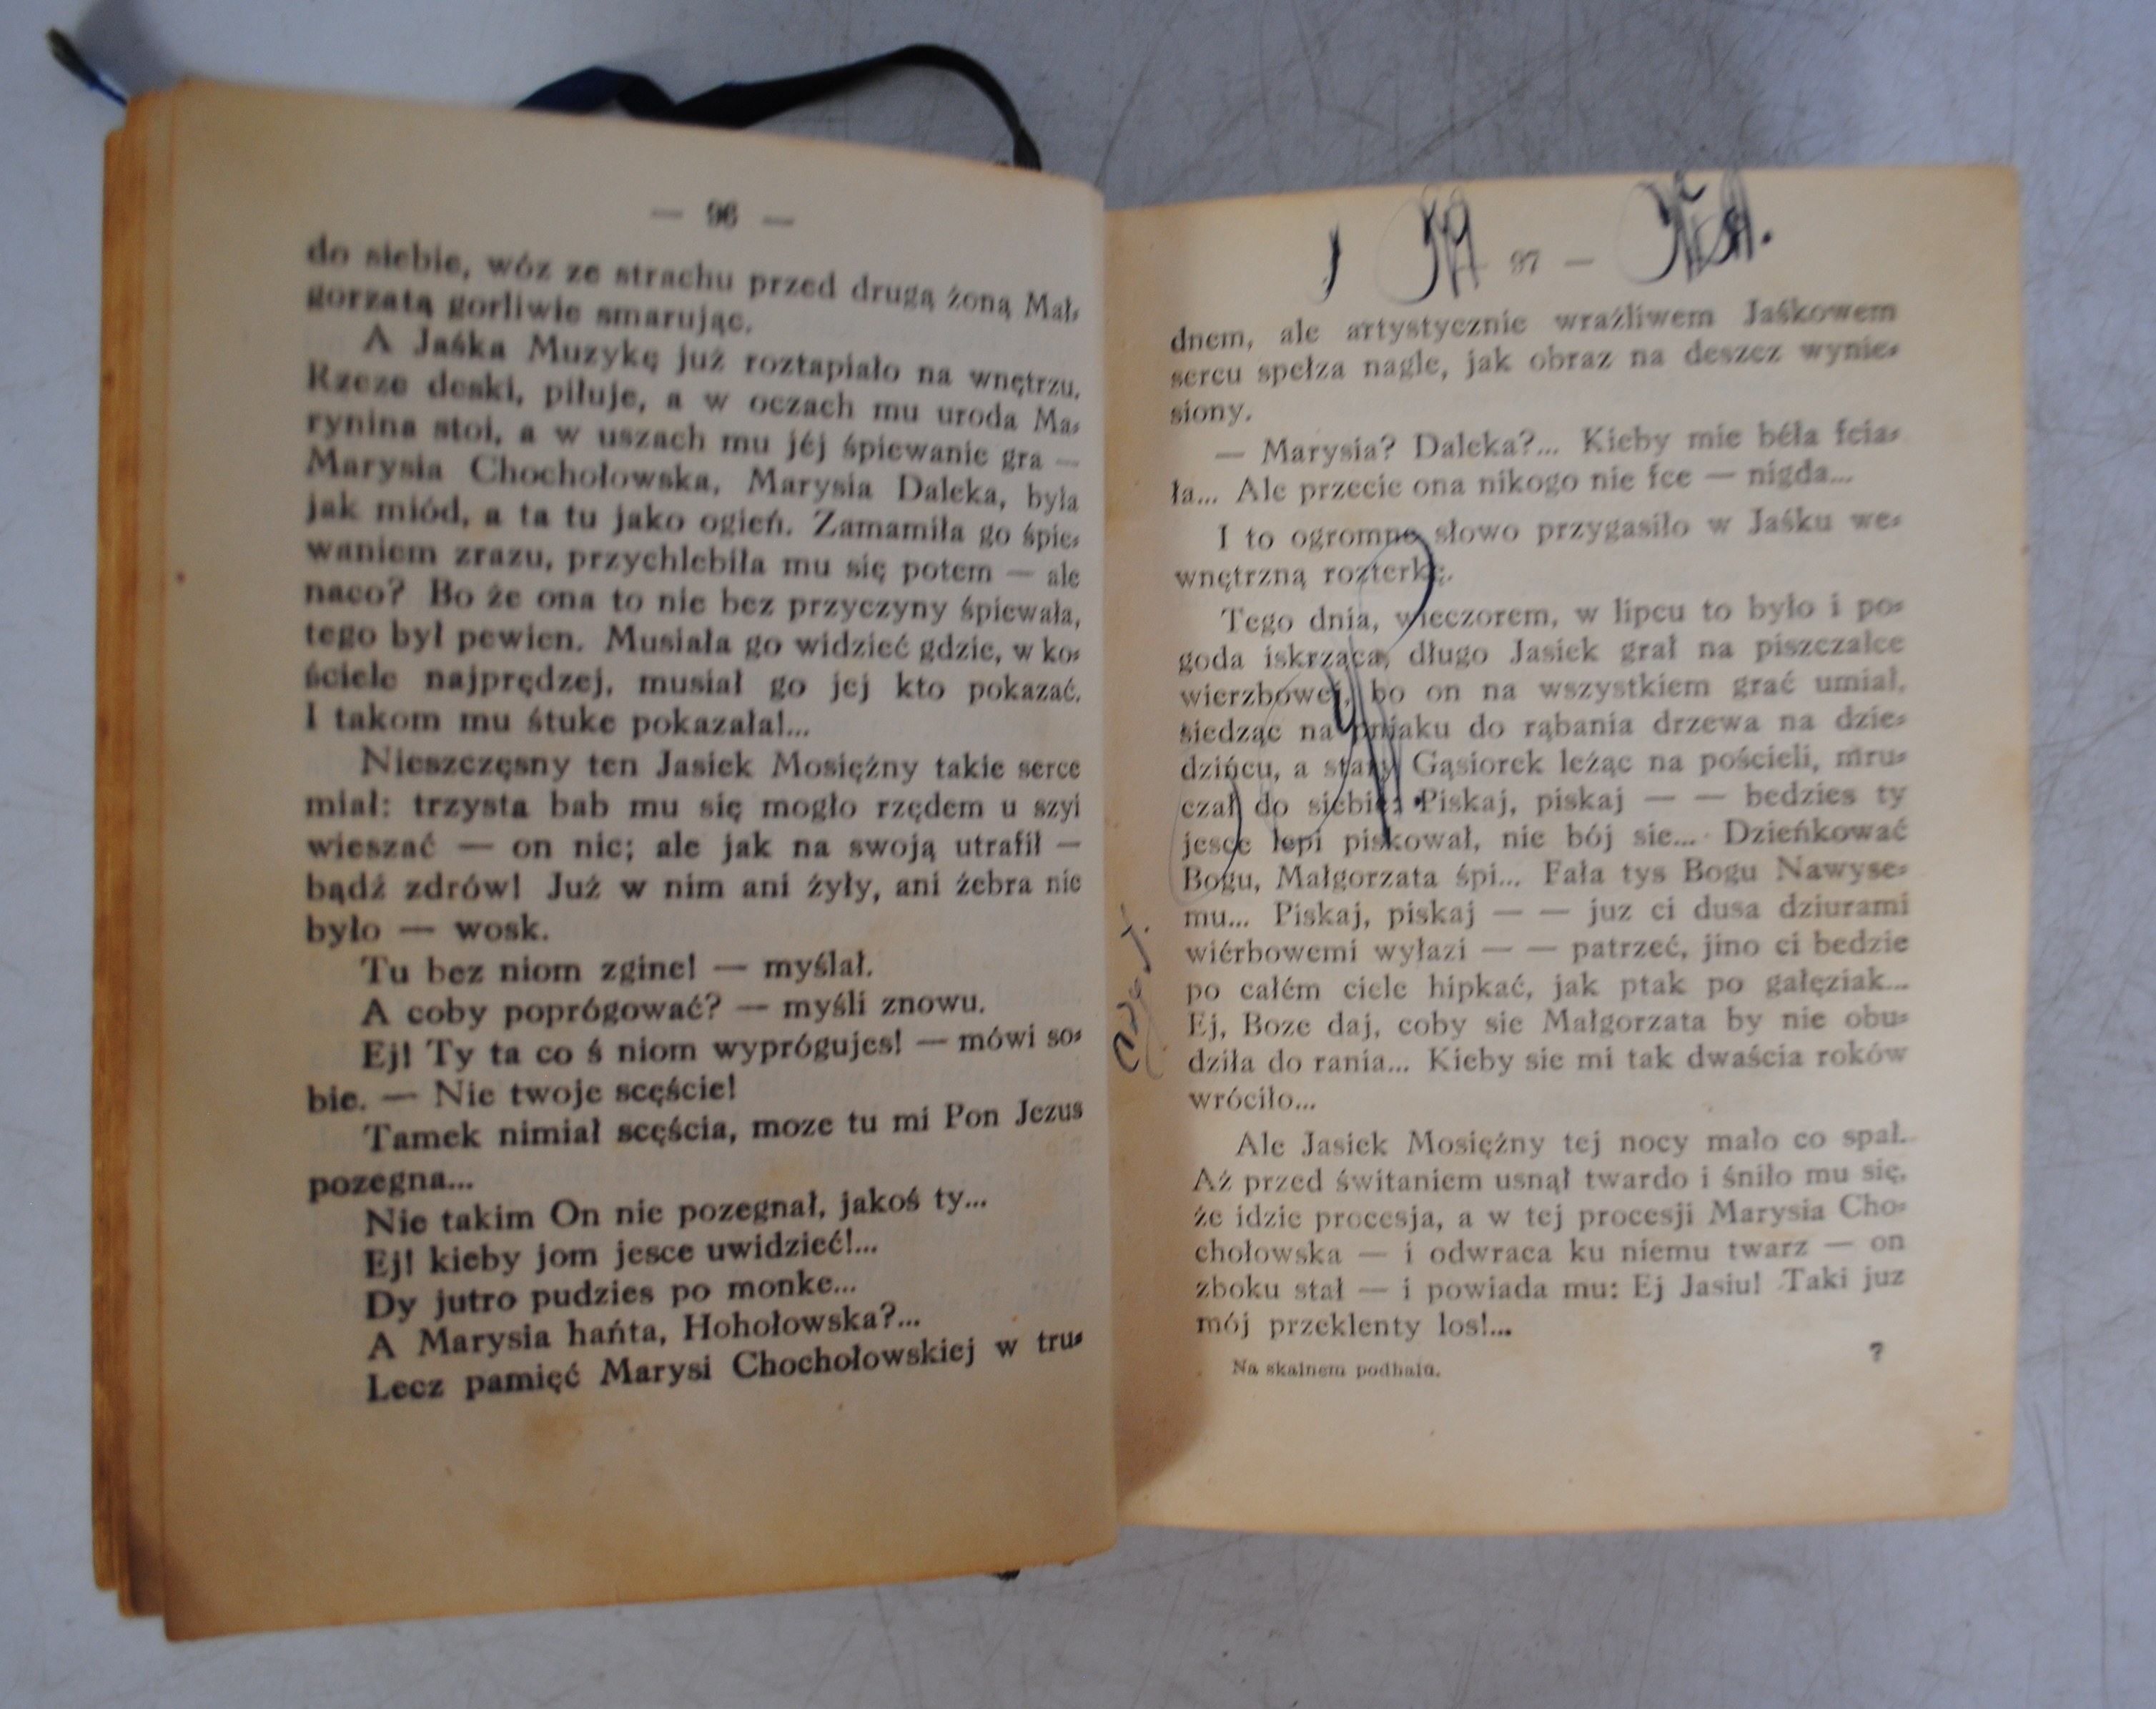 — 96 —
do siebie, wóz ze strachu przed drugą żoną Mał-
gorzatą gorliwie smarując.
A Jaśka Muzykę już roztapiało na wnętrzu.
Rzeze deski, piłuje, a w oczach mu uroda Ma-
rynina stoi, a w uszach mu jéj śpiewanie gra —
Marysia Chochołowska, Marysia Daleka, była
jak miód, a ta tu jako ogień. Zamamiła go śpie-
waniem zrazu, przychlebiła mu się potem — ale
naco? Bo że ona to nie bez przyczyny śpiewała,
tego był pewien. Musiała go widzieć gdzie, w ko-
ściele najprędzej, musiał go jej kto pokazać.
I takom mu śtuke pokazała!...
Nieszczęsny ten Jasiek Mosiężny takie serce
miał: trzysta bab mu się mogło rzędem u szyi
wieszać — on nic; ale jak na swoją utrafił —
bądź zdrów! Już w nim ani żyły, ani żebra nie
było — wosk.
Tu bez niom zgine! — myślał.
A coby poprógować? — myśli znowu.
Ej! Ty ta co ś niom wyprógujes! — mówi so-
bie. — Nie twoje scęście!
Tamek nimiał scęścia, moze tu mi Pon Jezus
pozegna...
Nie takim On nie pozegnał, jakoś ty...
Ej! kieby jom jesce uwidzieć!...
Dy jutro pudzies po monke...
A Marysia hańta, Hohołowska?...
Lecz pamięć Marysi Chochołowskiej w tru-
97 —
dnem, ale artystycznie wraźliwem Jaśkowem
sercu spełza nagle, jak obraz na deszcz wynie-
siony.
— Marysia? Daleka?... Kieby mie béła fcia-
ła... Ale przecie ona nikogo nie fce — nigda...
I to ogromne słowo przygasiło w Jaśku we-
wnętrzną rozterkę.
Tego dnia, wieczorem, w lipcu to było i po-
goda iskrząca, długo Jasiek grał na piszczałce
wierzbowej, bo on na wszystkiem grać umiał,
siedząc na pniaku do rąbania drzewa na dzie-
dzińcu, a stary Gąsiorek leżąc na pościeli, mru-
czał do siebie: Piskaj, piskaj — — bedzies ty
jesce lepi piskował, nie bój sie... Dzieńkować
Bogu, Małgorzata śpi... Fała tys Bogu Nawyse-
mu... Piskaj, piskaj — — juz ci dusa dziurami
wiérbowemi wyłazi — — patrzeć, jino ci bedzie
po całém ciele hipkać, jak ptak po gałęziak...
Ej, Boze daj, coby sie Małgorzata by nie obu-
dziła do rania... Kieby sie mi tak dwaścia roków
wróciło...
Ale Jasiek Mosiężny tej nocy mało co spał.
Aż przed świtaniem usnął twardo i śniło mu się,
że idzie procesja, a w tej procesji Marysia Cho-
chołowska — i odwraca ku niemu twarz — on
zboku stał — i powiada mu: Ej Jasiu! Taki juz
mój przeklenty los!...
Na skalnem podhalu.
7